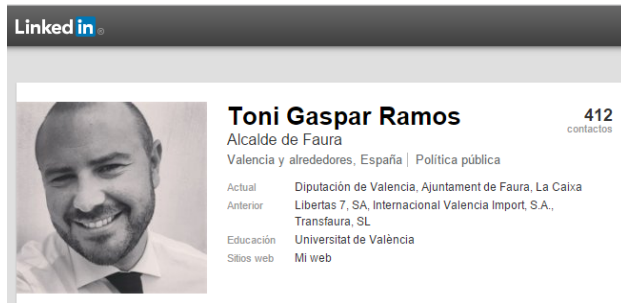 Linked in ®
Toni Gaspar Ramos
412
contactos
Alcalde de Faura
Valencia y alrededores, España | Política pública
Actual Diputación de Valencia, Ajuntament de Faura, La Caixa
Anterior Libertas 7, SA, Internacional Valencia Import, S.A.,
Transfaura, SL
Educación Universitat de València
Sitios web Mi web